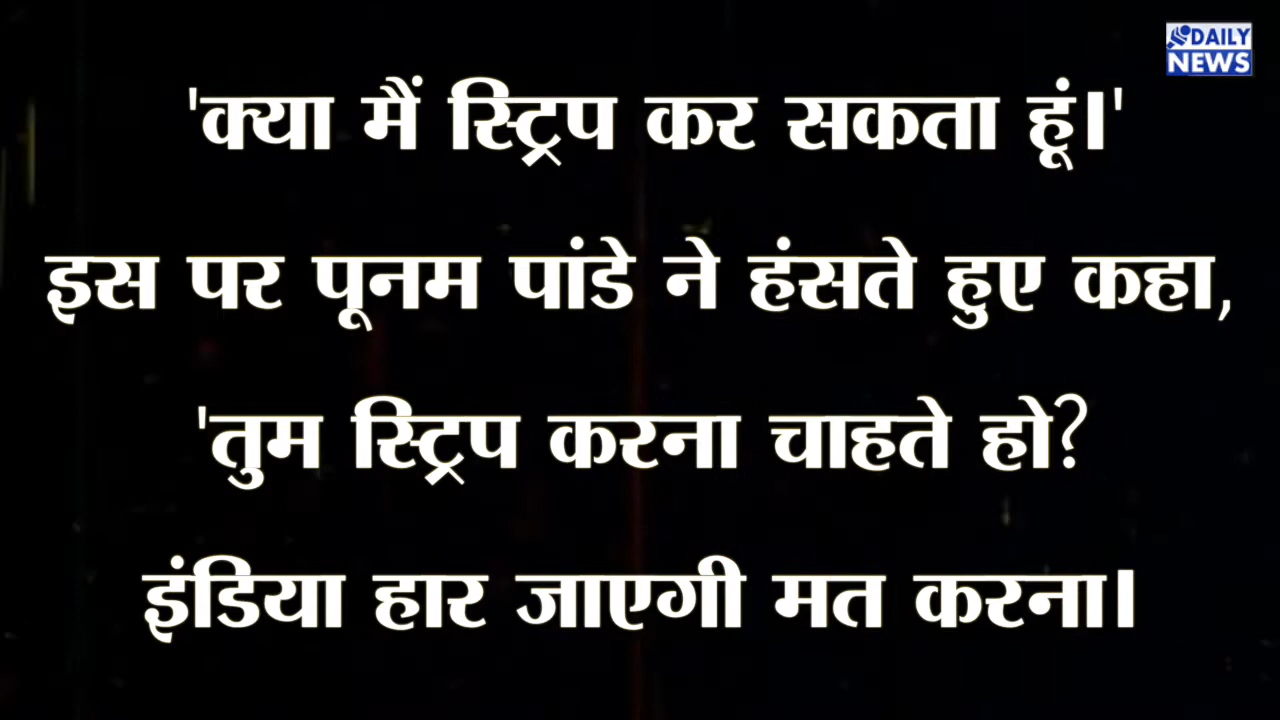 DAILY
NEWS
'क्या मैं स्ट्रिप कर सकता हूं।'
इस पर पूनम पांडे ने हंसते हुए कहा,
'तुम स्ट्रिप करना चाहते हो?
इंडिया हार जाएगी मत करना।